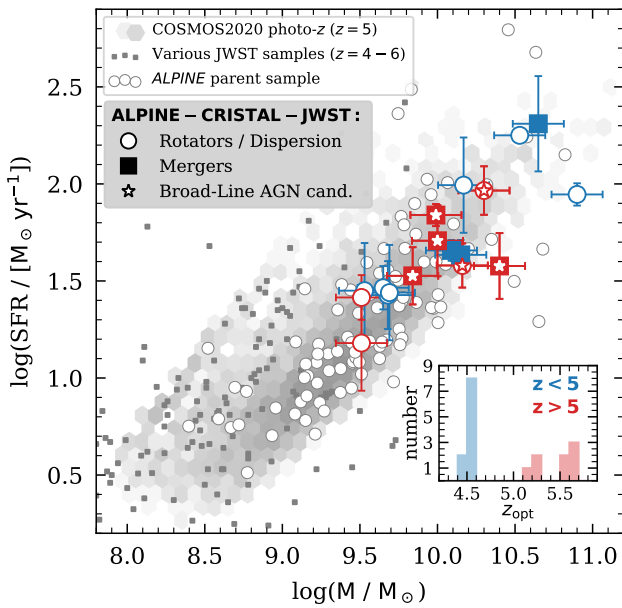 COSMOS2020 photo-z (z = 5)
Various JWST samples (z = 4 − 6)
ALPINE parent sample
ALPINE − CRISTAL − JWST :
Rotators / Dispersion
Mergers
Broad-Line AGN cand.
log(SFR / [M⊙ yr⁻¹])
2.5
2.0
1.5
1.0
0.5
9
7
5
3
1
number
z < 5
z > 5
4.5 5.0 5.5
z_opt
8.0 8.5 9.0 9.5 10.0 10.5 11.0
log(M / M⊙)